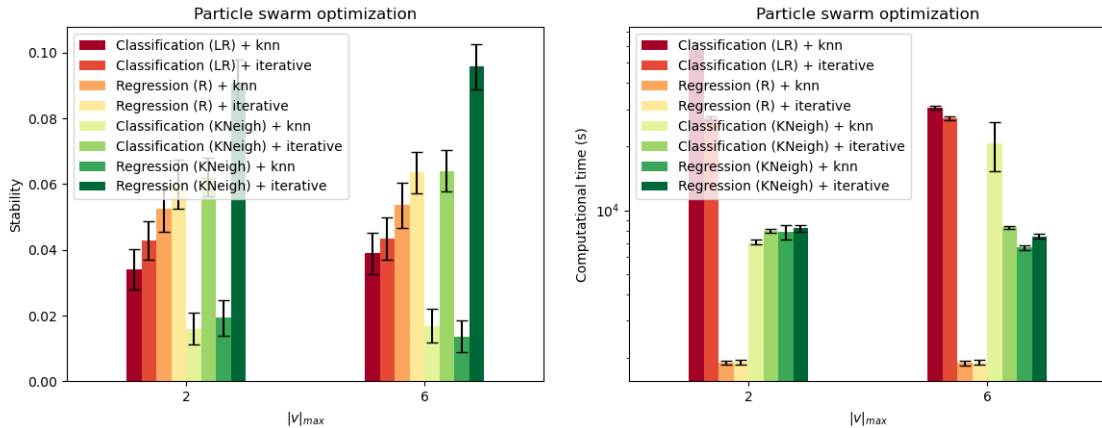 Particle swarm optimization
0.10
0.08
0.06
0.04
0.02
0.00
Stability
Classification (LR) + knn
Classification (LR) + iterative
Regression (R) + knn
Regression (R) + iterative
Classification (KNeigh) + knn
Classification (KNeigh) + iterative
Regression (KNeigh) + knn
Regression (KNeigh) + iterative
2
6
|v|max
Particle swarm optimization
10⁴
Computational time (s)
Classification (LR) + knn
Classification (LR) + iterative
Regression (R) + knn
Regression (R) + iterative
Classification (KNeigh) + knn
Classification (KNeigh) + iterative
Regression (KNeigh) + knn
Regression (KNeigh) + iterative
2
6
|v|max